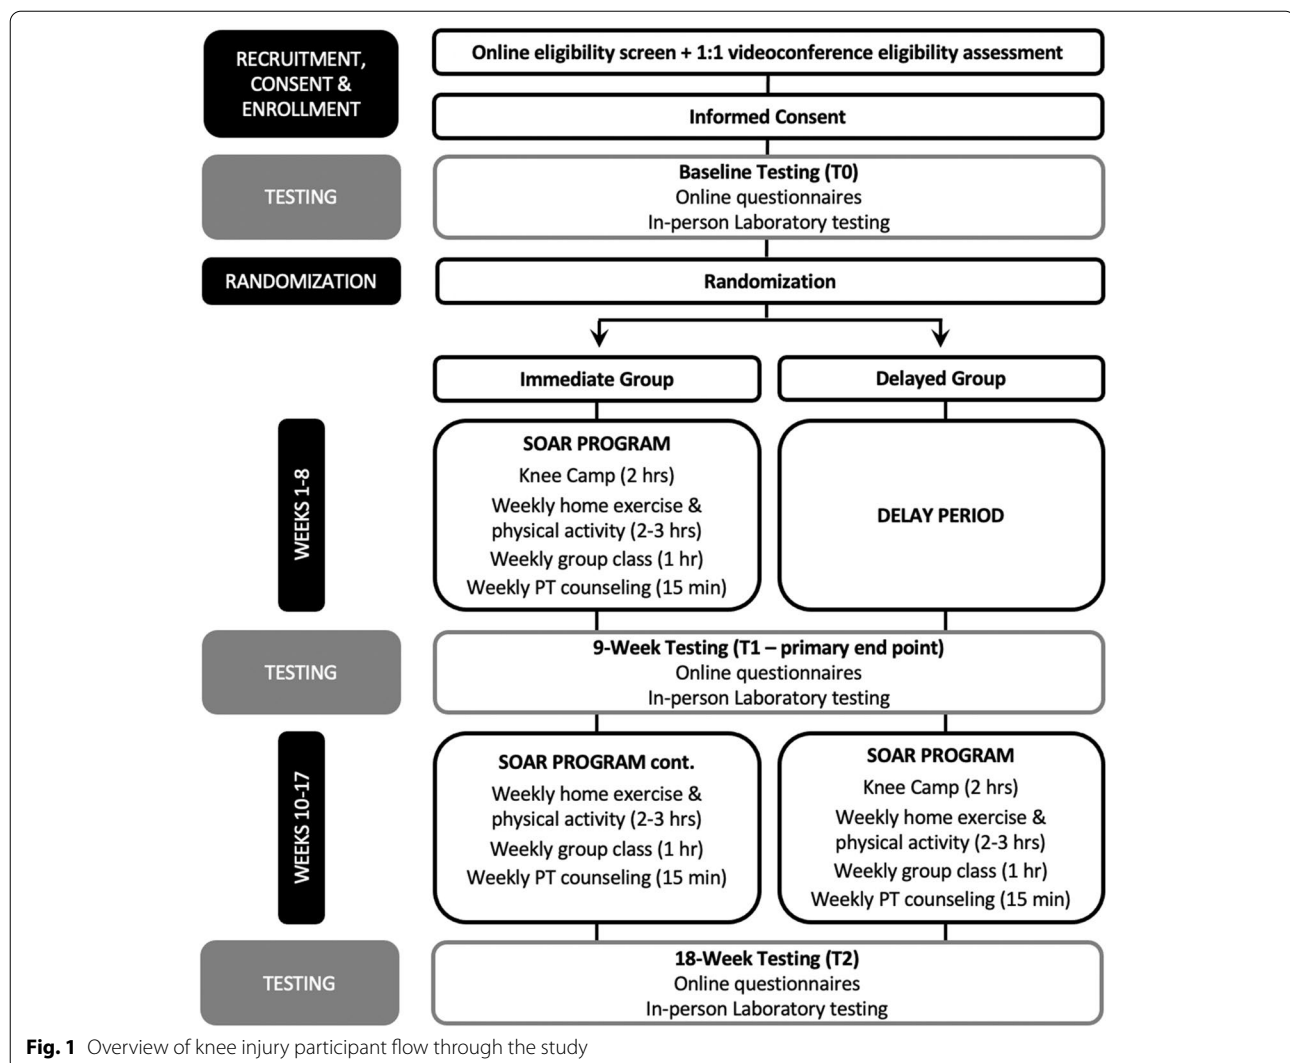 RECRUITMENT,
CONSENT &
ENROLLMENT
Online eligibility screen + 1:1 videoconference eligibility assessment
Informed Consent
TESTING
Baseline Testing (T0)
Online questionnaires
In-person Laboratory testing
RANDOMIZATION
Randomization
Immediate Group
Delayed Group
WEEKS 1-8
SOAR PROGRAM
Knee Camp (2 hrs)
Weekly home exercise &
physical activity (2-3 hrs)
Weekly group class (1 hr)
Weekly PT counseling (15 min)
DELAY PERIOD
TESTING
9-Week Testing (T1 – primary end point)
Online questionnaires
In-person Laboratory testing
WEEKS 10-17
SOAR PROGRAM cont.
Weekly home exercise &
physical activity (2-3 hrs)
Weekly group class (1 hr)
Weekly PT counseling (15 min)
SOAR PROGRAM
Knee Camp (2 hrs)
Weekly home exercise &
physical activity (2-3 hrs)
Weekly group class (1 hr)
Weekly PT counseling (15 min)
TESTING
18-Week Testing (T2)
Online questionnaires
In-person Laboratory testing
Fig. 1 Overview of knee injury participant flow through the study